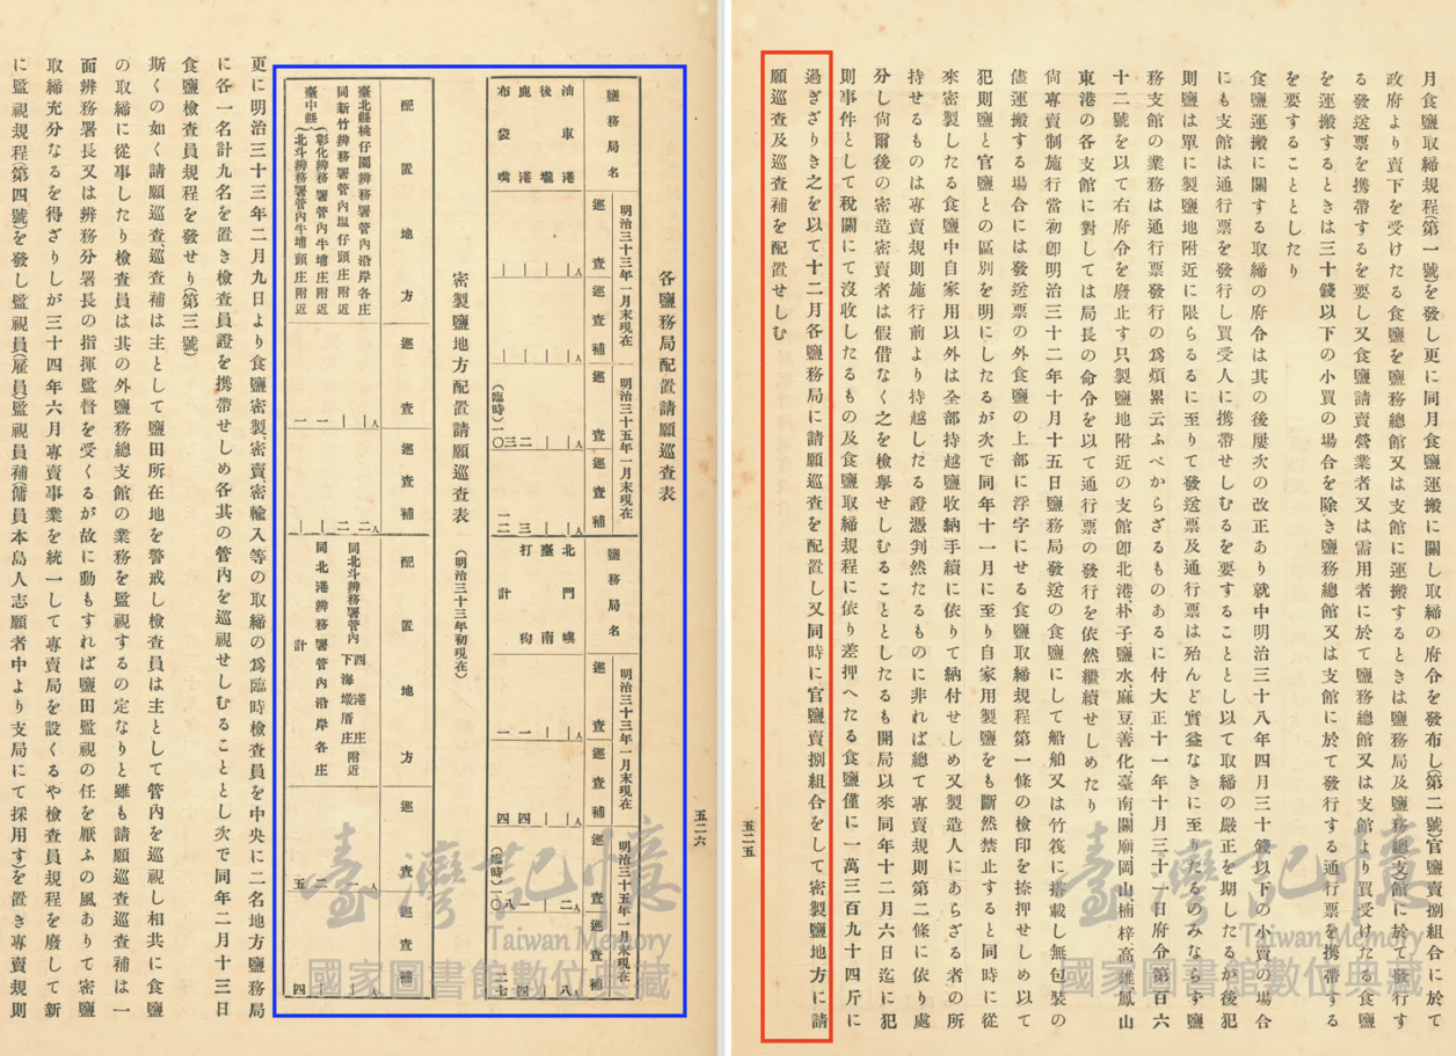 月食鹽取締規程(第一號)を發し更に同月食鹽運搬に關し取締の府令を發布し(第二號)官鹽賣捌組合に於て
政府より賣下を受けたる食鹽を鹽務總館又は支館に運搬するときは鹽務局及鹽務總(支)館に於て發行す
る發送票を携帶するを要し又食鹽請賣營業者又は需用者に於て鹽務總館又は支館より買受けたる食鹽
を運搬するときは三十錢以下の小買の場合を除き鹽務總館又は支館に於て發行する通行票を携帶する
を要することとしたり
食鹽運搬に關する取締の府令は其の後屢次の改正あり就中明治三十八年四月三十錢以下の小賣の場合
にも支館は通行票を發行し買受人に携帶せしむるを要することとし以て取締の嚴正を期したるが後犯
則鹽は單に製鹽地附近に限らるるに至りて發送票及通行票は殆んど實益なきに至りたるのみならず鹽
務支館の業務は通行票發行の爲煩累云ふべからざるものあるに付大正十一年十月三十一日府令第百六
十二號を以て右府令を廢止す只製鹽地附近の支館卽北港、朴子、鹽水、麻豆、善化、臺南、關廟、岡山、楠梓、高雄、鳳山
東港の各支館に對しては局長の命令を以て通行票の發行を依然繼續せしめたり
尙專賣制施行當初卽明治三十二年十月十五日鹽務局發送の食鹽にして船舶又は竹筏に搭載し無包裝の
儘運搬する場合には發送票の外食鹽の上部に浮字にせる食鹽取締規程第一條の檢印を捺押せしめ以て
犯則鹽と官鹽との區別を明にしたるが次で同年十一月に至り自家用製鹽をも斷然禁止すると同時に從
來密製したる食鹽中自家用以外は全部持越鹽收納手續に依りて納付せしめ又製造人にあらざる者の所
持せるものは專賣規則施行前より持越したる證憑判然たるものに非れば總て專賣規則第二條に依り處
分し尙爾後の密造密賣者は假借なく之を檢擧せしむることとしたるも開局以來同年十二月六日迄に犯
則事件として稅關にて沒收したるもの及食鹽取締規程に依り差押へたる食鹽僅に一萬三百九十四斤に
過ぎざりき之を以て十二月各鹽務局に請願巡査を配置し又同時に官鹽賣捌組合をして密製鹽地方に請
願巡査及巡査補を配置せしむ
五二五
五二六
各鹽務局配置請願巡査表
鹽務局名
明治三十三年一月末現在
巡査
巡査補
明治三十五年一月末現在
巡査
巡査補
油車港
後壠
鹿港
布袋嘴
二
三
(臨時)一〇
三
一二
鹽務局名
明治三十三年一月末現在
巡査
巡査補
明治三十五年一月末現在
巡査
巡査補
北門嶼
臺南
打狗
計
一
一
四
四
二人
一
八
(臨時)一〇
八人
四
二七
密製鹽地方配置請願巡査表 (明治三十三年初現在)
配置地方
巡査
巡査補
臺北縣桃仔園辨務署管內沿岸各庄
同新竹辨務署管內塭仔頭庄附近
臺中縣
彰化辨務署管內牛埔頭庄附近
北斗辨務署管內牛埔頭庄附近
一
一
二人
二
配置地方
巡査
巡査補
同北斗辨務署管內
西港庄
下海墘厝庄
附近
同北港辨務署管內沿岸各庄
計
一人
二
五
四
更に明治三十三年二月九日より食鹽密製、密賣、密輸入等の取締の爲臨時檢査員を中央に二名地方鹽務局
に各一名計九名を置き檢査員證を携帶せしめ各其の管內を巡視せしむることとし次で同年二月十三日
食鹽檢査員規程を發せり(第三號)
斯くの如く請願巡査巡査補は主として鹽田所在地を警戒し檢査員は主として管內を巡視し相共に食鹽
の取締に從事したり檢査員は其の外鹽務總支館の業務を監視するの定なりと雖も請願巡査巡査補は一
面辨務署長又は辨務分署長の指揮監督を受くるが故に動もすれば鹽田監視の任を厭ふの風ありて密鹽
取締充分なるを得ざりしが三十四年六月專賣事業を統一して專賣局を設くるや檢査員規程を廢して新
に監視規程(第四號)を發し監視員(雇員)監視員補(傭員本島人志願者中より支局にて採用す)を置き專賣規則
臺灣記憶
Taiwan Memory
國家圖書館數位典藏
臺灣記憶
Taiwan Memory
國家圖書館數位典藏